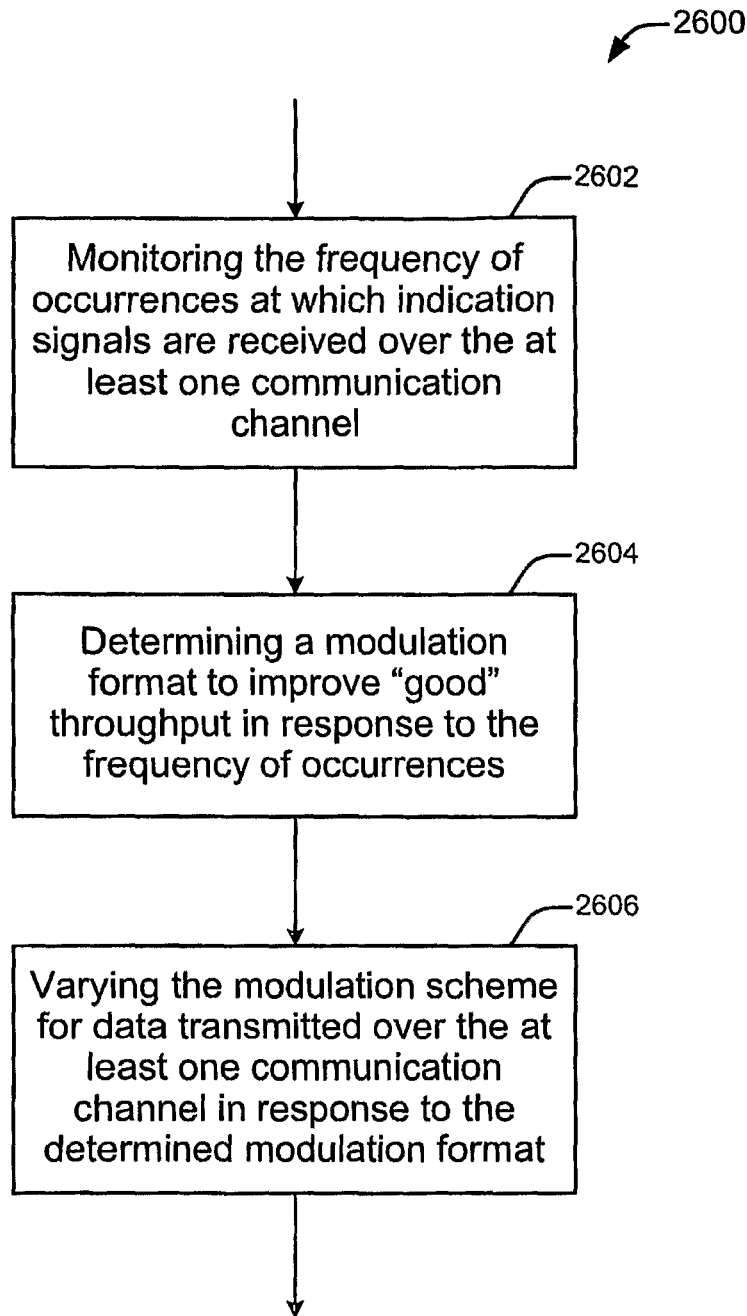 2600
2602
Monitoring the frequency of
occurrences at which indication
signals are received over the at
least one communication
channel
2604
Determining a modulation
format to improve “good”
throughput in response to the
frequency of occurrences
2606
Varying the modulation scheme
for data transmitted over the at
least one communication
channel in response to the
determined modulation format